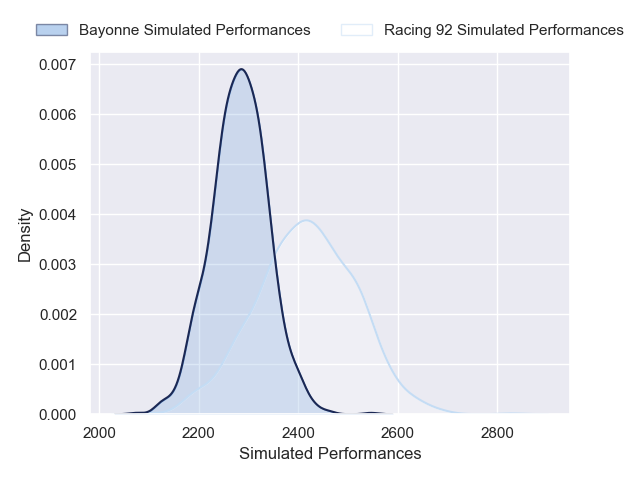 Bayonne Simulated Performances
Racing 92 Simulated Performances
0.007
0.006
0.005
0.004
0.003
0.002
0.001
0.000
Density
2000 2200 2400 2600 2800
Simulated Performances